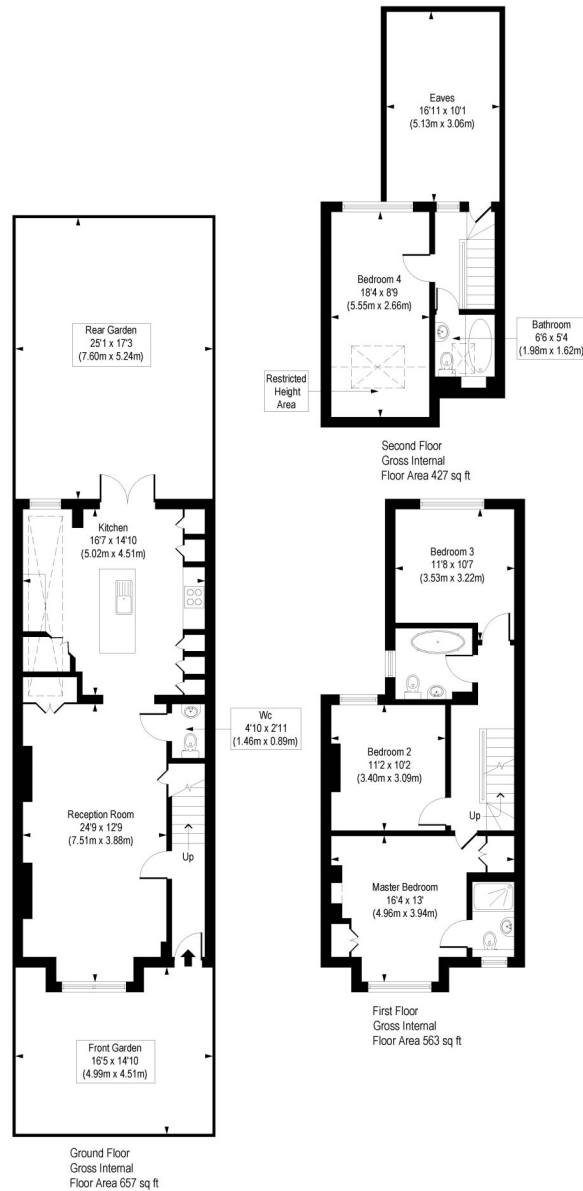 Eaves
16'11 x 10'1
(5.13m x 3.06m)
Bedroom 4
18'4 x 8'9
(5.55m x 2.66m)
Bathroom
6'6 x 5'4
(1.98m x 1.62m)
Restricted
Height
Area
Second Floor
Gross Internal
Floor Area 427 sq ft
Rear Garden
25'1 x 17'3
(7.60m x 5.24m)
Kitchen
16'7 x 14'10
(5.02m x 4.51m)
Wc
4'10 x 2'11
(1.46m x 0.89m)
Reception Room
24'9 x 12'9
(7.51m x 3.88m)
Up
Front Garden
16'5 x 14'10
(4.99m x 4.51m)
Ground Floor
Gross Internal
Floor Area 657 sq ft
Bedroom 3
11'8 x 10'7
(3.53m x 3.22m)
Bedroom 2
11'2 x 10'2
(3.40m x 3.09m)
Up
Master Bedroom
16'4 x 13'
(4.96m x 3.94m)
First Floor
Gross Internal
Floor Area 563 sq ft